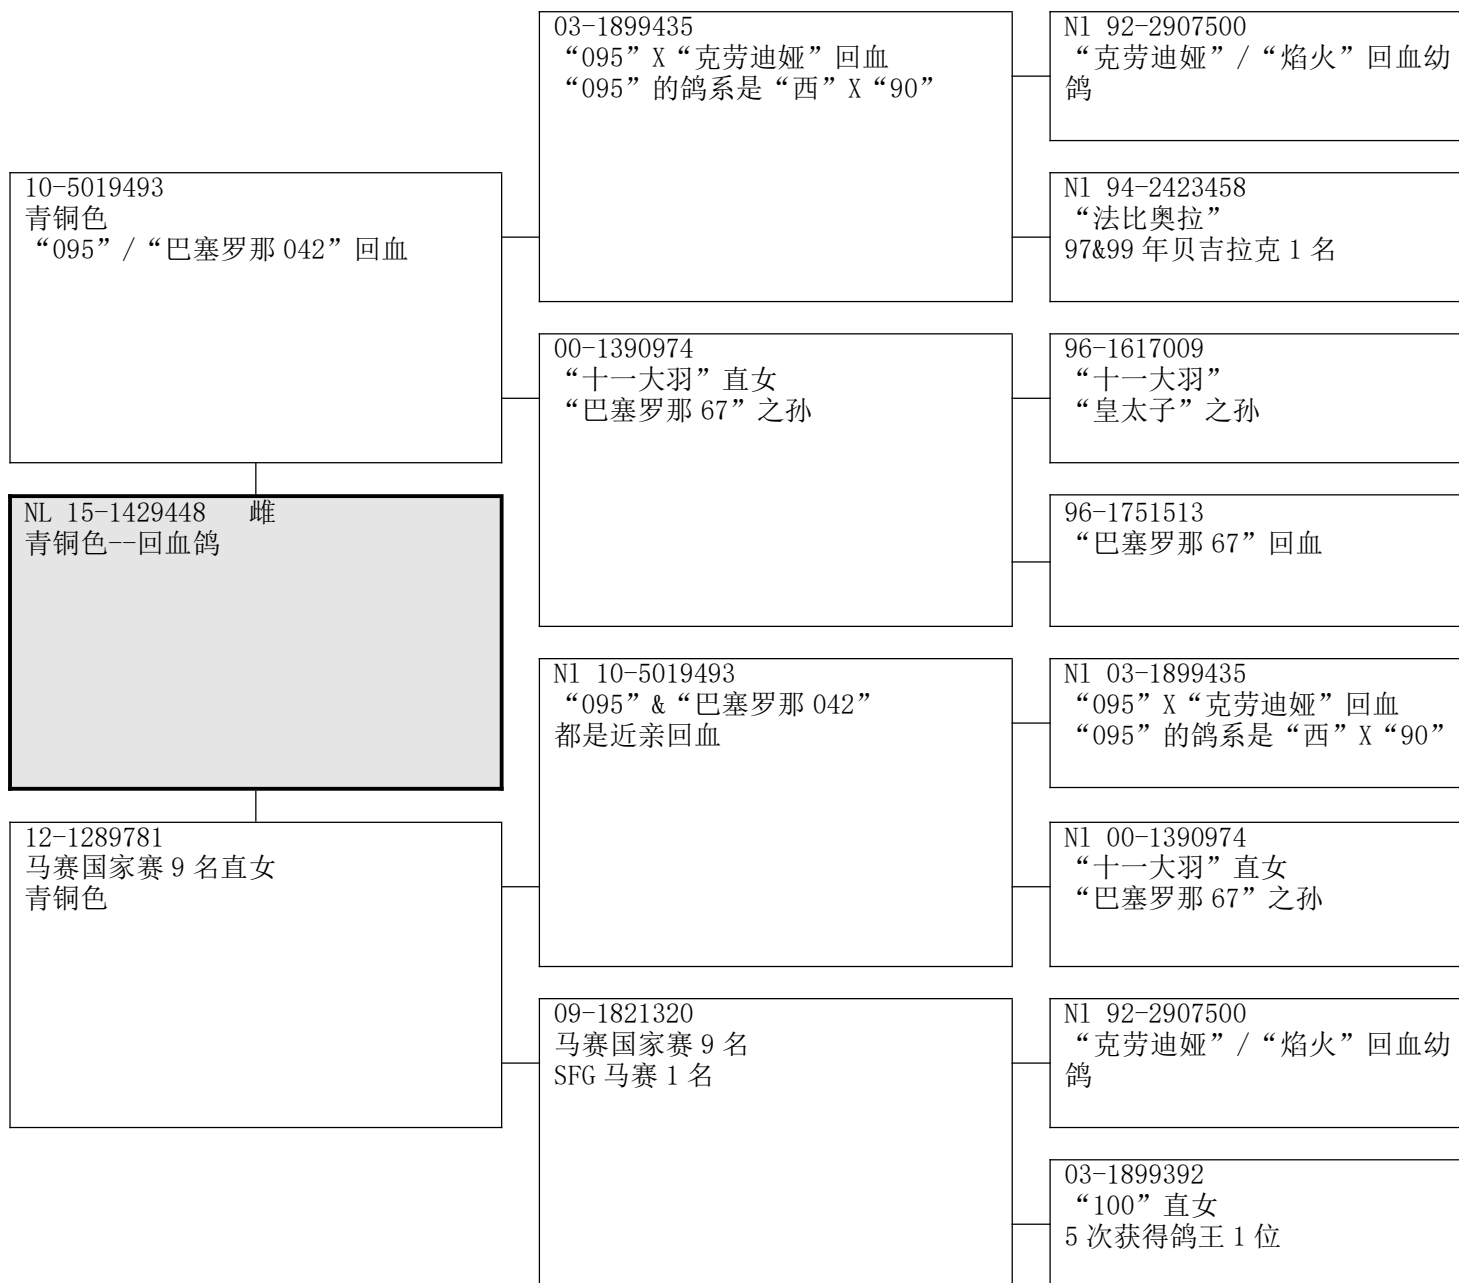 10-5019493
青铜色
“095”/“巴塞罗那 042”回血
NL 15-1429448 雌
青铜色--回血鸽
12-1289781
马赛国家赛 9 名直女
青铜色
03-1899435
“095”X“克劳迪娅”回血
“095”的鸽系是“西”X“90”
00-1390974
“十一大羽”直女
“巴塞罗那 67”之孙
Nl 10-5019493
“095”&“巴塞罗那 042”
都是近亲回血
09-1821320
马赛国家赛 9 名
SFG 马赛 1 名
Nl 92-2907500
“克劳迪娅”/“焰火”回血幼
鸽
Nl 94-2423458
“法比奥拉”
97&99 年贝吉拉克 1 名
96-1617009
“十一大羽”
“皇太子”之孙
96-1751513
“巴塞罗那 67”回血
Nl 03-1899435
“095”X“克劳迪娅”回血
“095”的鸽系是“西”X“90”
Nl 00-1390974
“十一大羽”直女
“巴塞罗那 67”之孙
Nl 92-2907500
“克劳迪娅”/“焰火”回血幼
鸽
03-1899392
“100”直女
5 次获得鸽王 1 位